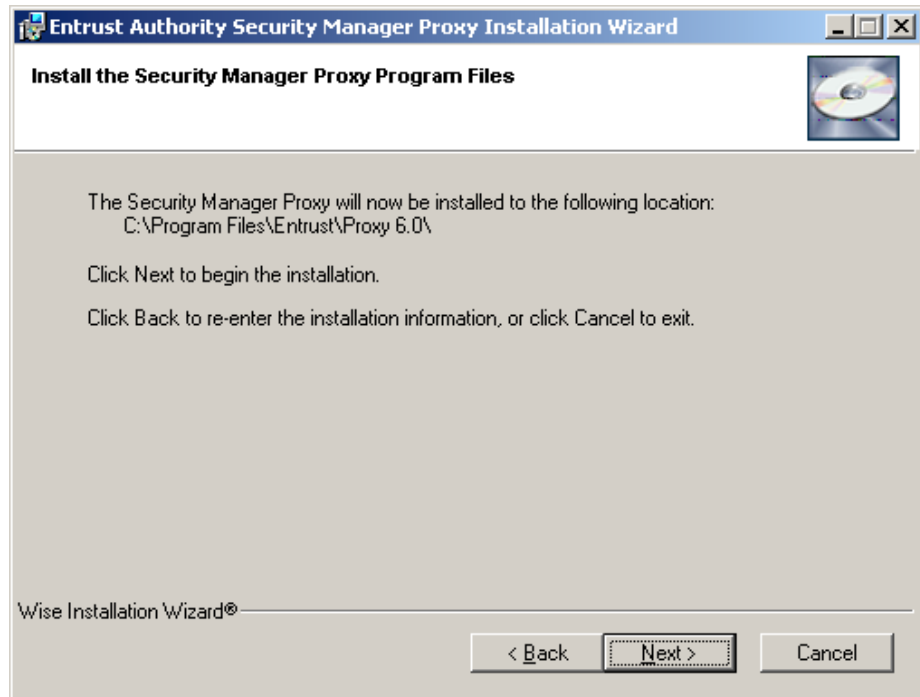 Entrust Authority Security Manager Proxy Installation Wizard
Install the Security Manager Proxy Program Files
The Security Manager Proxy will now be installed to the following location:
C:\Program Files\Entrust\Proxy 6.0\
Click Next to begin the installation.
Click Back to re-enter the installation information, or click Cancel to exit.
Wise Installation Wizard®
< Back
Next >
Cancel